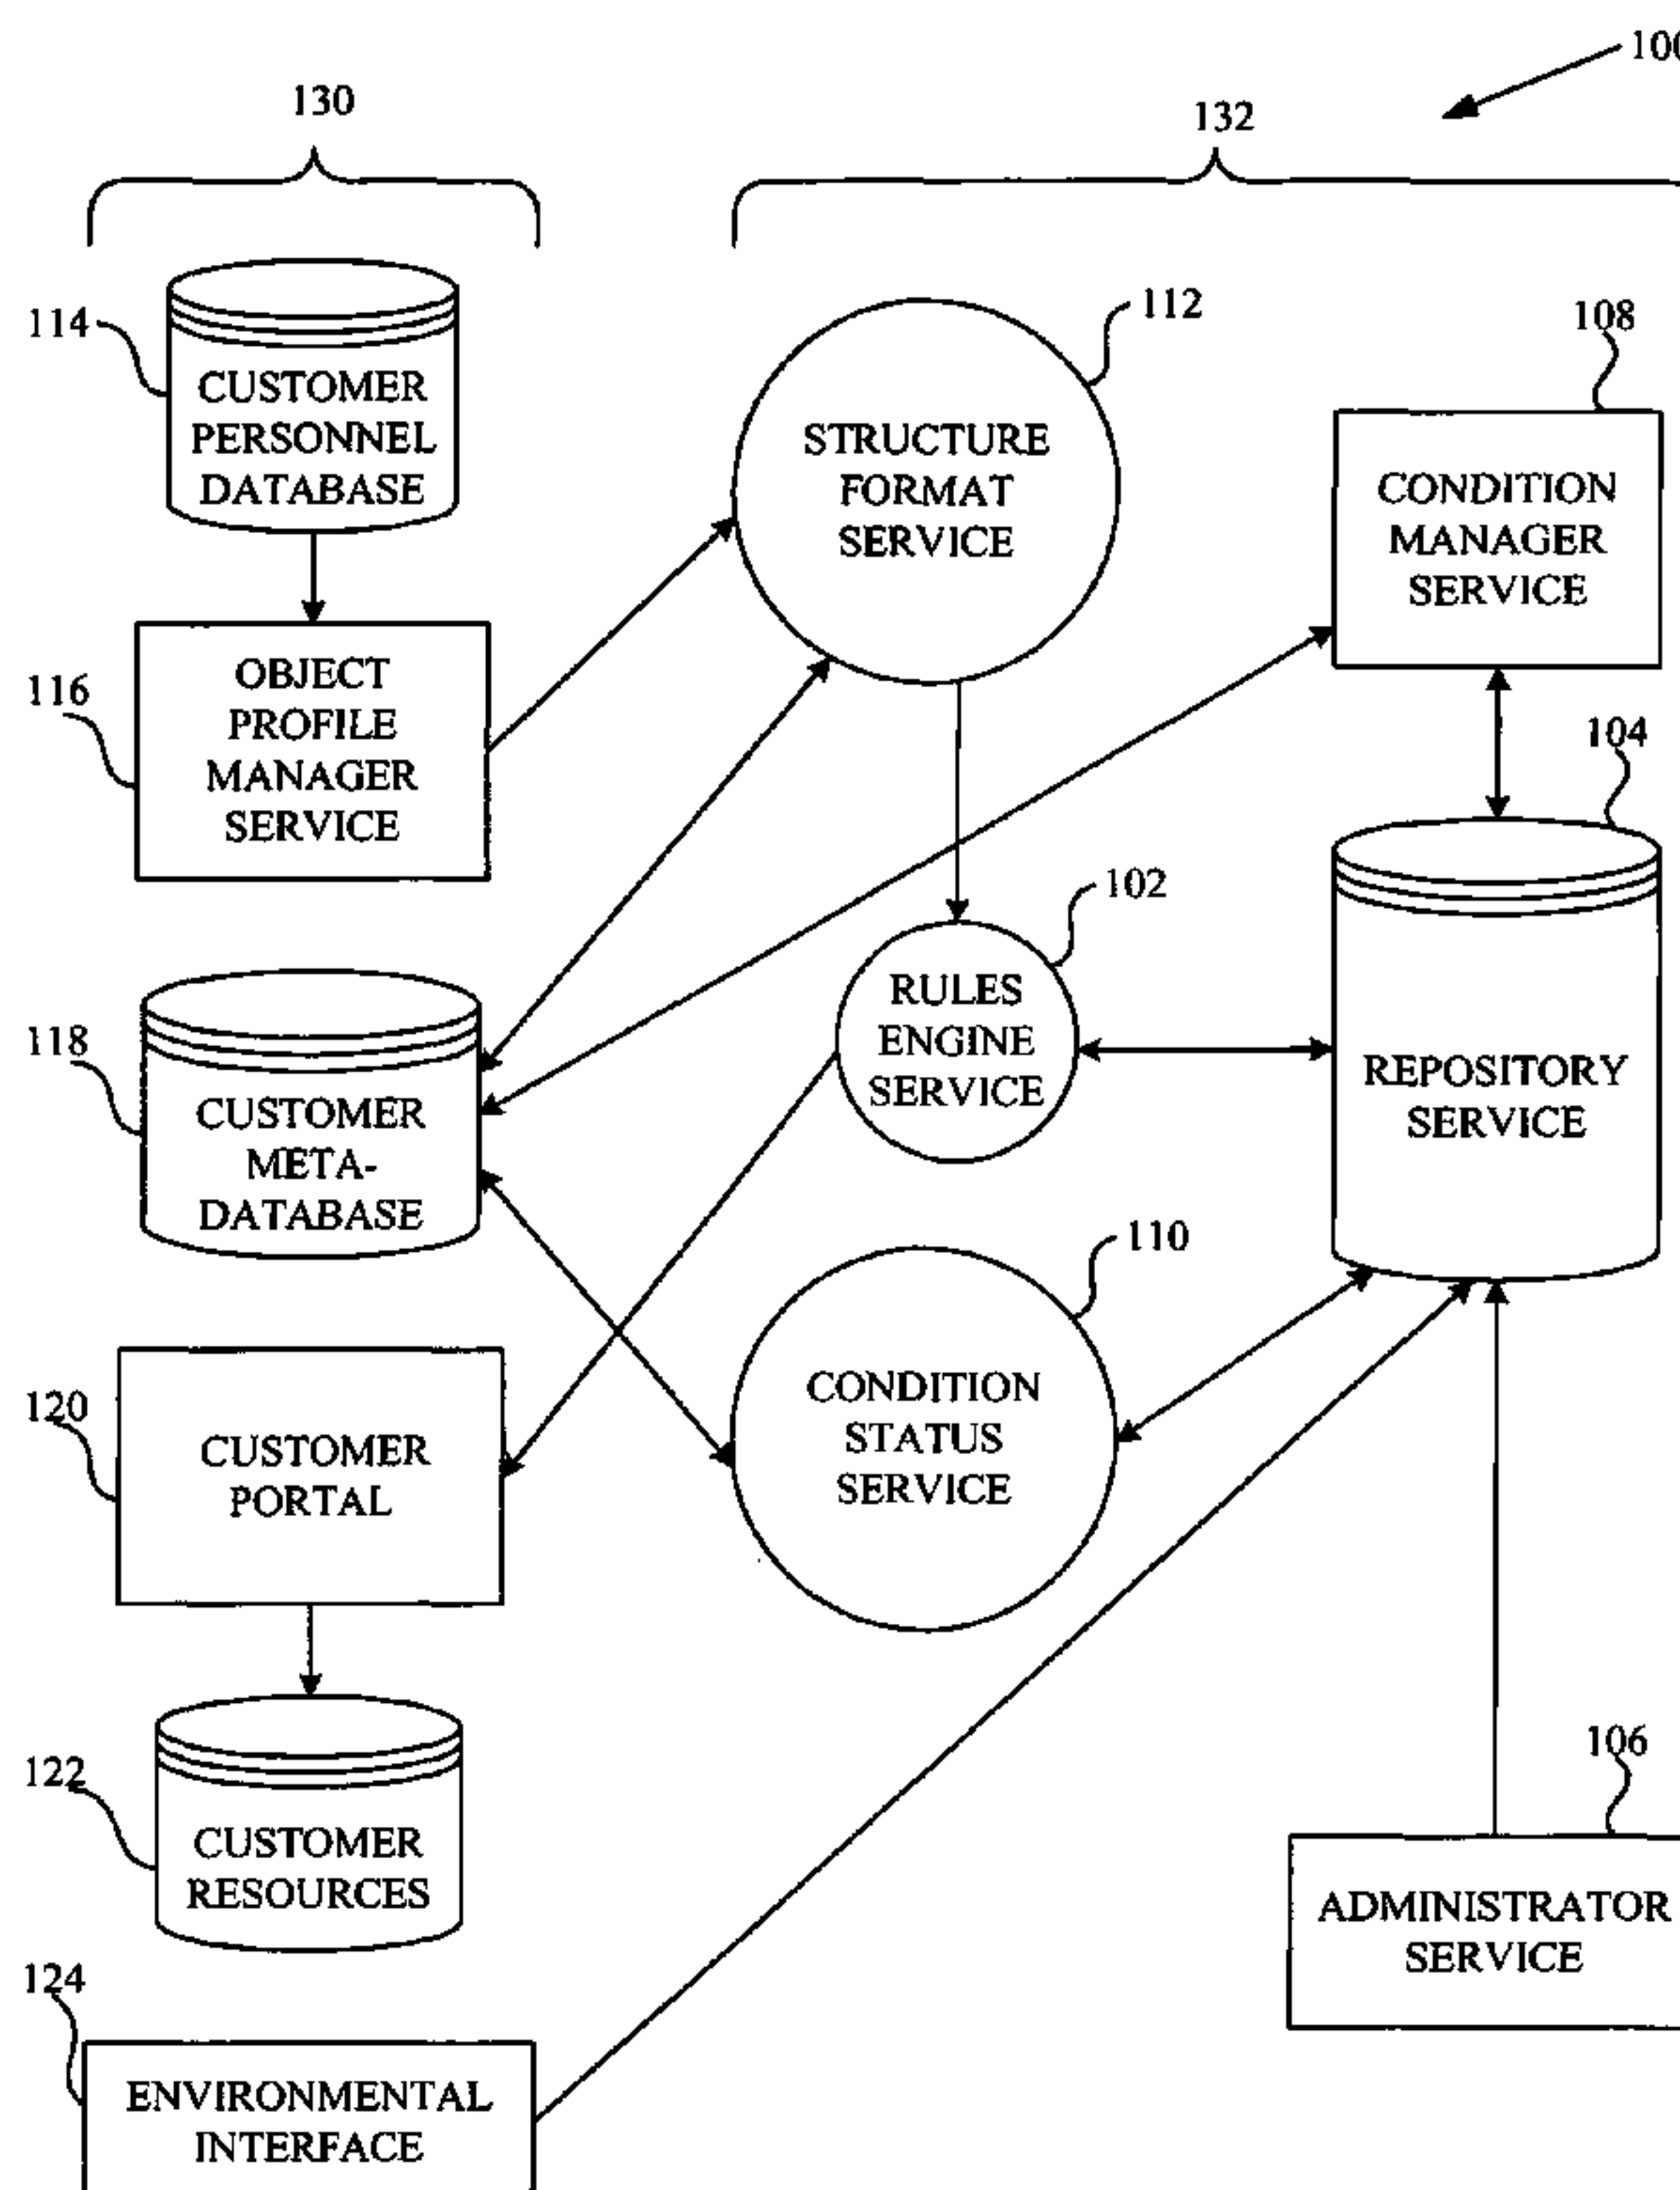 100
130
132
114
CUSTOMER
PERSONNEL
DATABASE
112
STRUCTURE
FORMAT
SERVICE
108
CONDITION
MANAGER
SERVICE
116
OBJECT
PROFILE
MANAGER
SERVICE
104
REPOSITORY
SERVICE
102
RULES
ENGINE
SERVICE
118
CUSTOMER
META-
DATABASE
110
CONDITION
STATUS
SERVICE
120
CUSTOMER
PORTAL
122
CUSTOMER
RESOURCES
106
ADMINISTRATOR
SERVICE
124
ENVIRONMENTAL
INTERFACE